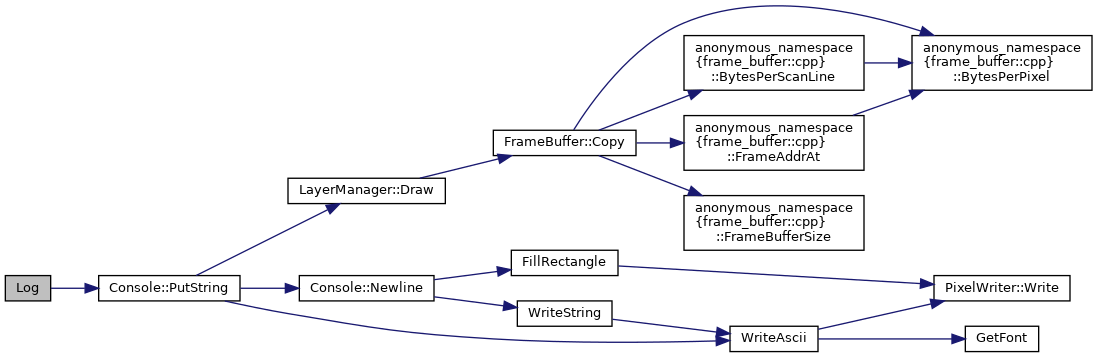 Log
Console::PutString
LayerManager::Draw
FrameBuffer::Copy
anonymous_namespace
{frame_buffer::cpp}
::BytesPerScanLine
anonymous_namespace
{frame_buffer::cpp}
::BytesPerPixel
anonymous_namespace
{frame_buffer::cpp}
::FrameAddrAt
anonymous_namespace
{frame_buffer::cpp}
::FrameBufferSize
Console::Newline
FillRectangle
WriteString
WriteAscii
PixelWriter::Write
GetFont